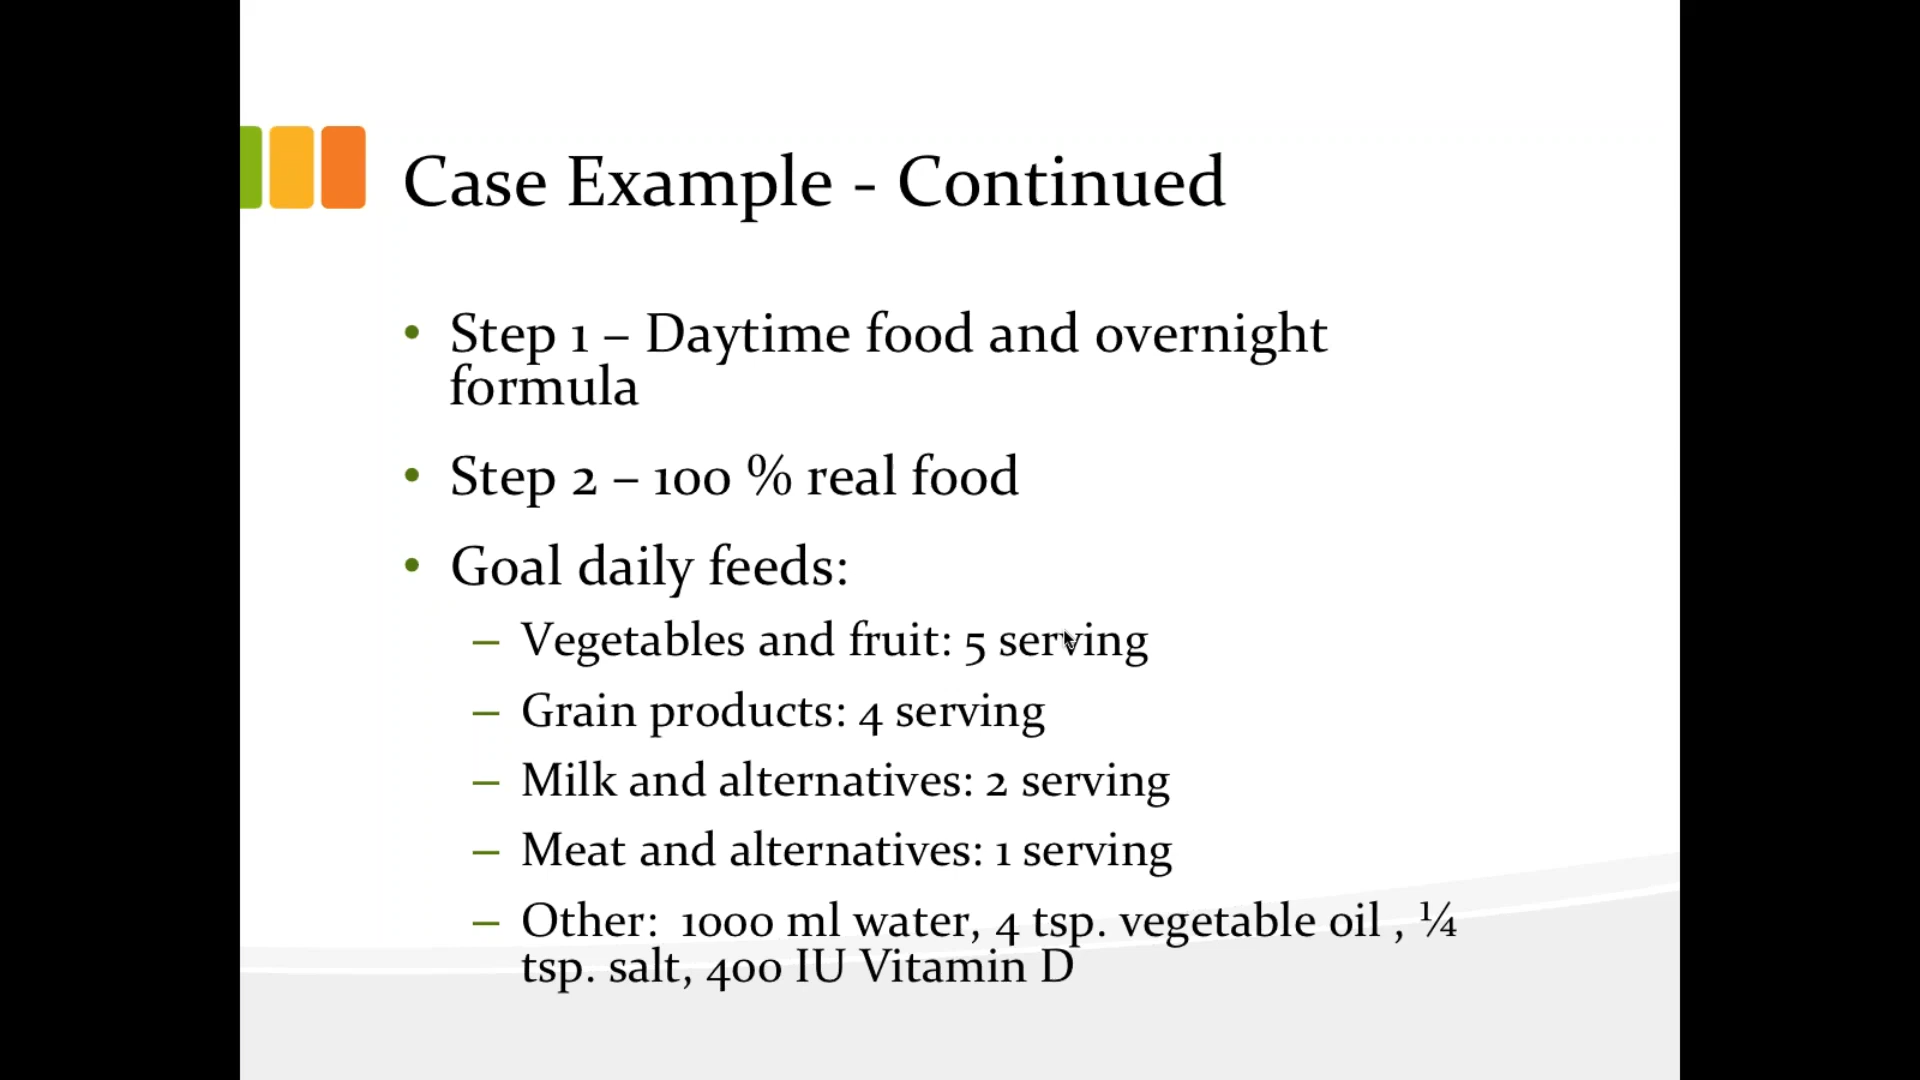 Case Example - Continued
• Step 1 – Daytime food and overnight
formula
• Step 2 – 100 % real food
• Goal daily feeds:
– Vegetables and fruit: 5 serving
– Grain products: 4 serving
– Milk and alternatives: 2 serving
– Meat and alternatives: 1 serving
– Other:  1000 ml water, 4 tsp. vegetable oil , ¼
tsp. salt, 400 IU Vitamin D